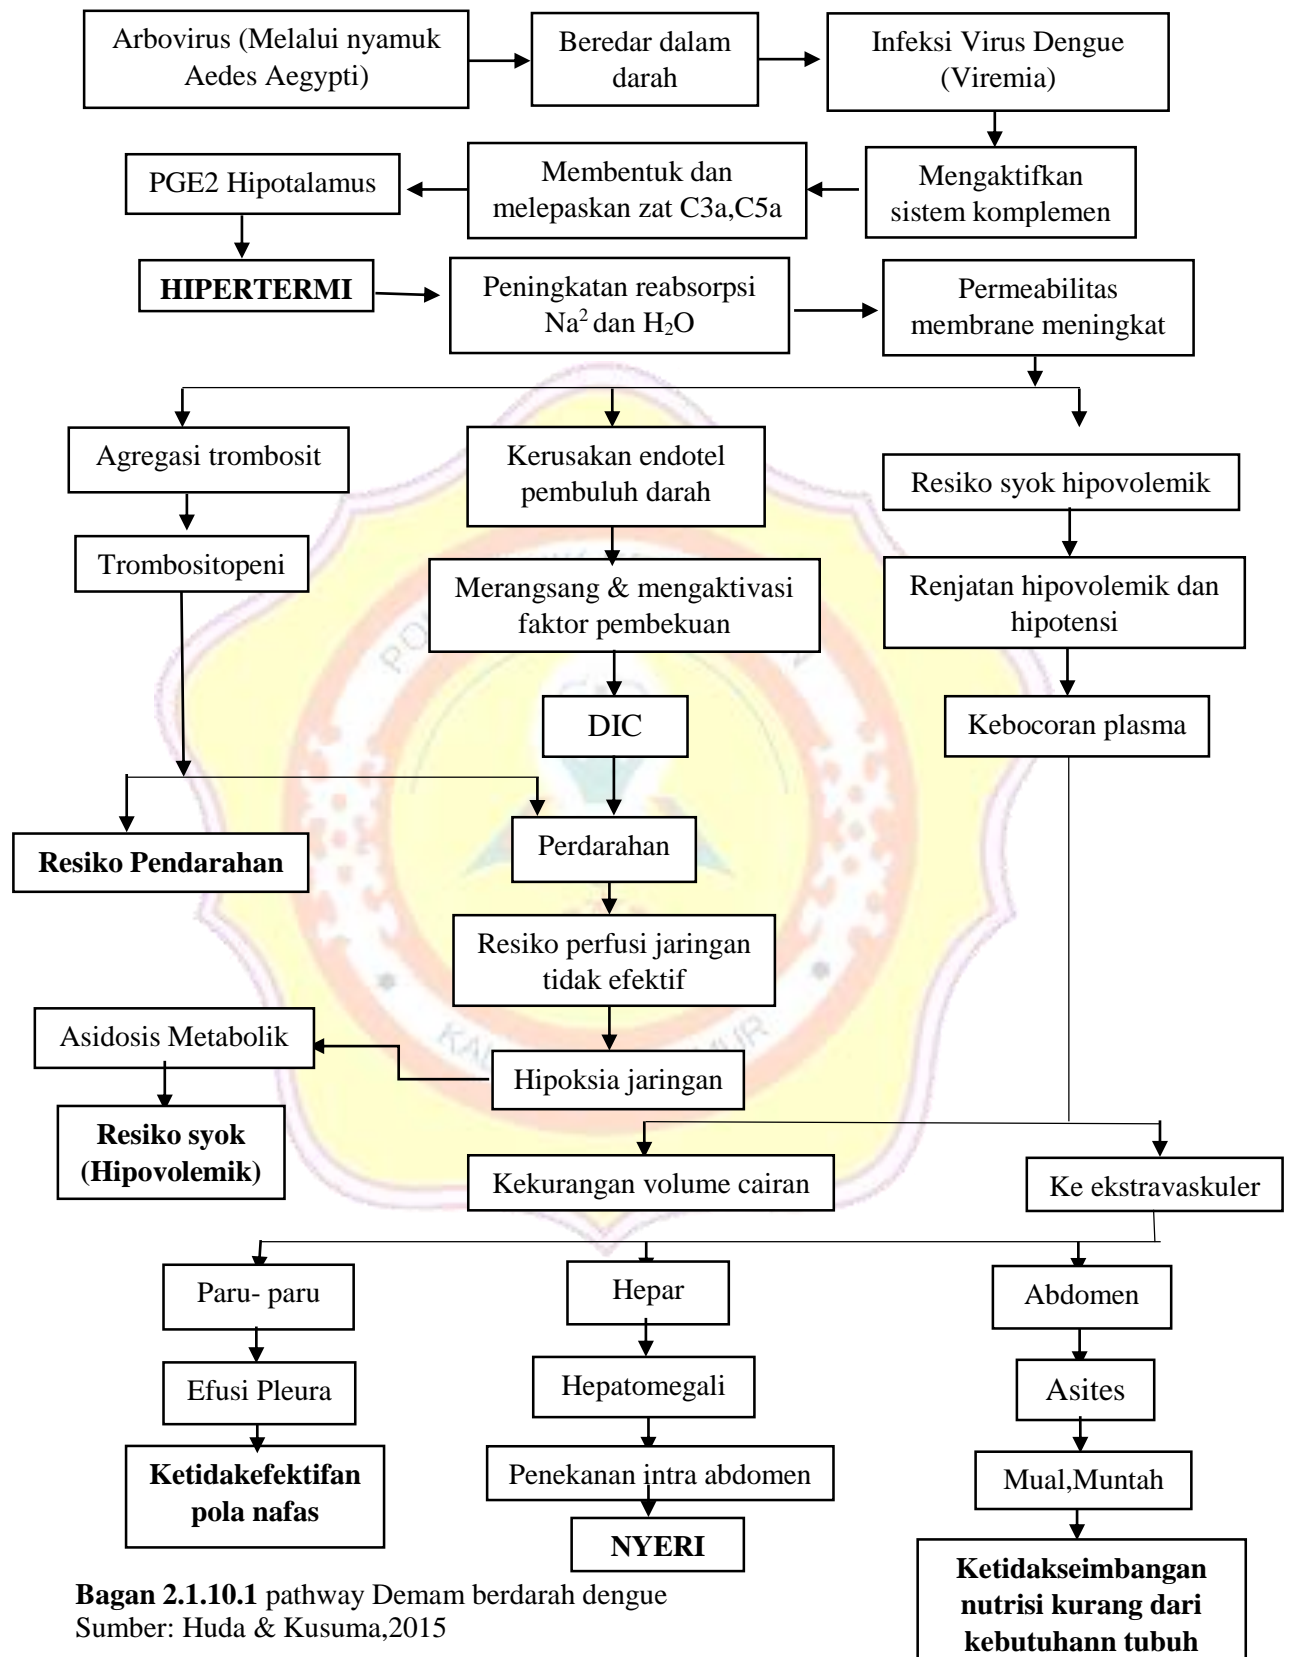 Arbovirus (Melalui nyamuk
Aedes Aegypti)
Beredar dalam
darah
Infeksi Virus Dengue
(Viremia)
PGE2 Hipotalamus
Membentuk dan
melepaskan zat C3a,C5a
Mengaktifkan
sistem komplemen
HIPERTERMI
Peningkatan reabsorpsi
Na² dan H₂O
Permeabilitas
membrane meningkat
Agregasi trombosit
Kerusakan endotel
pembuluh darah
Resiko syok hipovolemik
Trombositopeni
Merangsang & mengaktivasi
faktor pembekuan
Renjatan hipovolemik dan
hipotensi
DIC
Kebocoran plasma
Resiko Pendarahan
Perdarahan
Resiko perfusi jaringan
tidak efektif
Asidosis Metabolik
Hipoksia jaringan
Resiko syok
(Hipovolemik)
Kekurangan volume cairan
Ke ekstravaskuler
Paru- paru
Hepar
Abdomen
Efusi Pleura
Hepatomegali
Asites
Ketidakefektifan
pola nafas
Penekanan intra abdomen
Mual,Muntah
NYERI
Ketidakseimbangan
nutrisi kurang dari
kebutuhann tubuh
Bagan 2.1.10.1 pathway Demam berdarah dengue
Sumber: Huda & Kusuma,2015